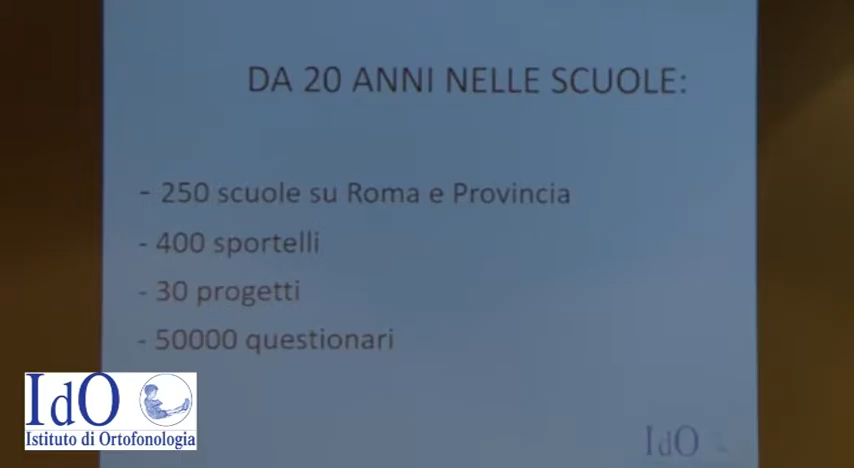 DA 20 ANNI NELLE SCUOLE:
- 250 scuole su Roma e Provincia
- 400 sportelli
- 30 progetti
- 50000 questionari
IdO
Istituto di Ortofonologia
IdO